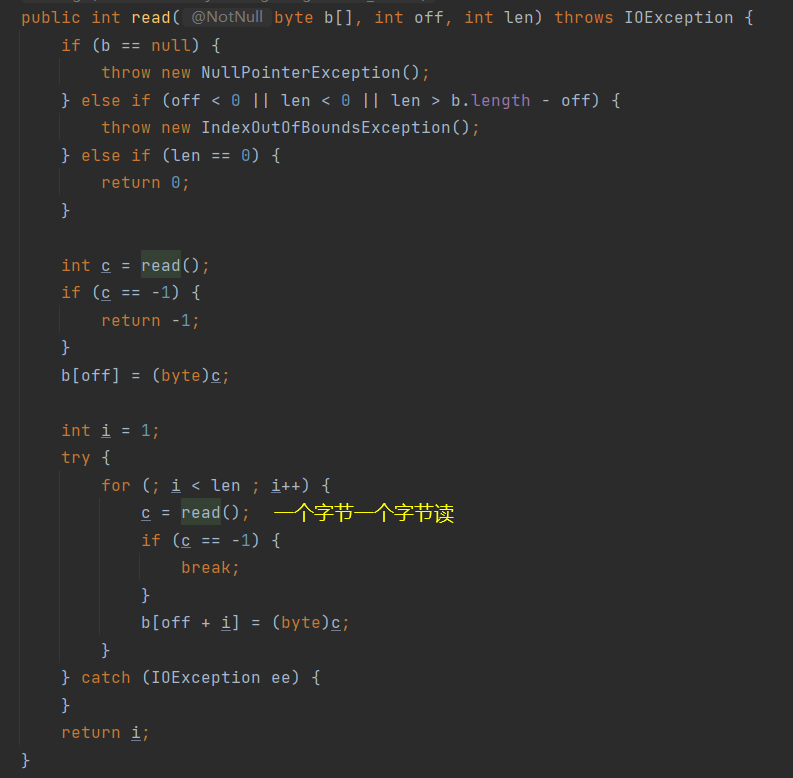 public int read( @NotNull byte b[], int off, int len) throws IOException {
    if (b == null) {
        throw new NullPointerException();
    } else if (off < 0 || len < 0 || len > b.length - off) {
        throw new IndexOutOfBoundsException();
    } else if (len == 0) {
        return 0;
    }

    int c = read();
    if (c == -1) {
        return -1;
    }
    b[off] = (byte)c;

    int i = 1;
    try {
        for (; i < len ; i++) {
            c = read(); 一个字节一个字节读
            if (c == -1) {
                break;
            }
            b[off + i] = (byte)c;
        }
    } catch (IOException ee) {
    }
    return i;
}